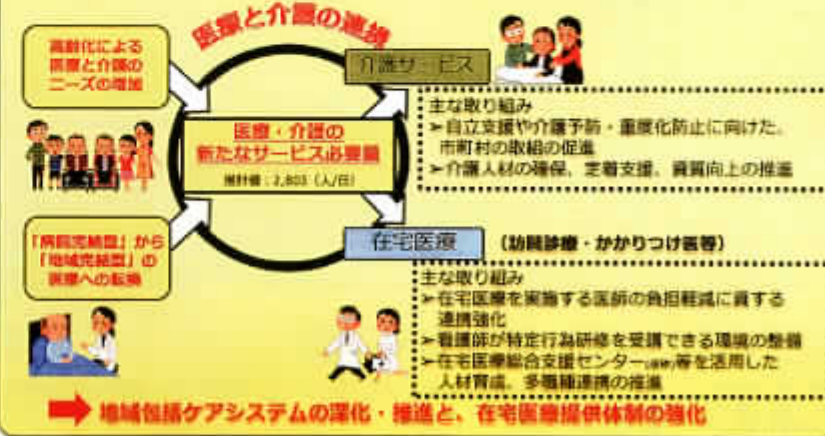 医療と介護の連携
高齢化による
医療と介護の
ニーズの増加
介護サービス
主な取り組み
➢自立支援や介護予防・重度化防止に向けた、
市町村の取組の促進
➢介護人材の確保、定着支援、資質向上の推進
医療・介護の
新たなサービス必要量
推計値：2,803（人/日）
「病院完結型」から
「地域完結型」の
医療への転換
在宅医療 （訪問診療・かかりつけ医等）
主な取り組み
➢在宅医療を実施する医師の負担軽減に資する
連携強化
➢看護師が特定行為研修を受講できる環境の整備
➢在宅医療総合支援センター等を活用した
人材育成、多職種連携の推進
地域包括ケアシステムの深化・推進と、在宅医療提供体制の強化